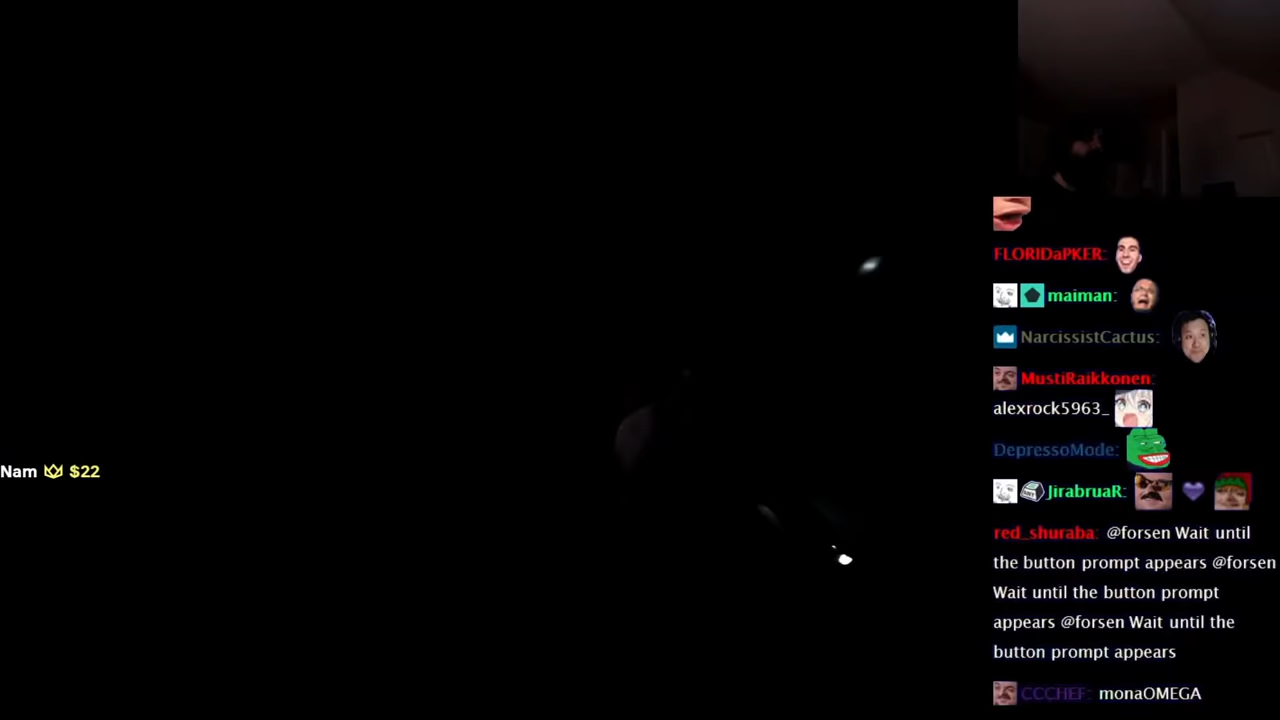 FLORIDaPKER:
maiman:
NarcissistCactus:
MustiRaikkonen:
alexrock5963_
DepressoMode:
JirabruaR:
Nam $22
red_shuraba: @forsen Wait until
the button prompt appears @forsen
Wait until the button prompt
appears @forsen Wait until the
button prompt appears
CCCHEF: monaOMEGA